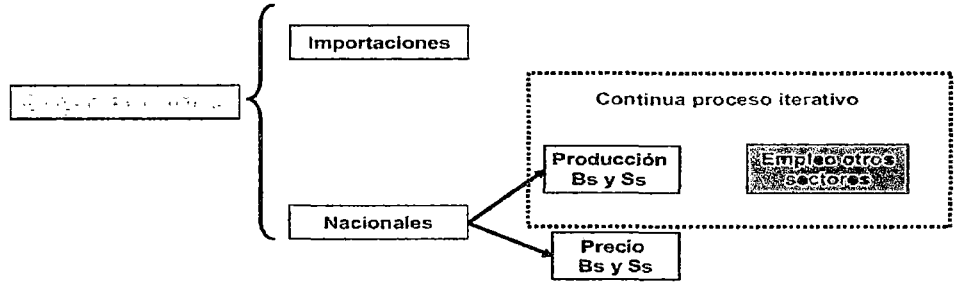 Importaciones
Continua proceso iterativo
Producción
Bs y Ss
Empleo otros
sectores
Nacionales
Precio
Bs y Ss